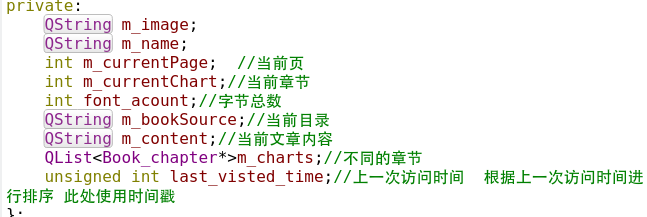 private:
QString m_image;
QString m_name;
int m_currentPage;  //当前页
int m_currentChart;//当前章节
int font_acount;//字节总数
QString m_bookSource;//当前目录
QString m_content;//当前文章内容
QList<Book_chapter*>m_charts;//不同的章节
unsigned int last_visted_time;//上一次访问时间  根据上一次访问时间进
行排序 此处使用时间戳
};